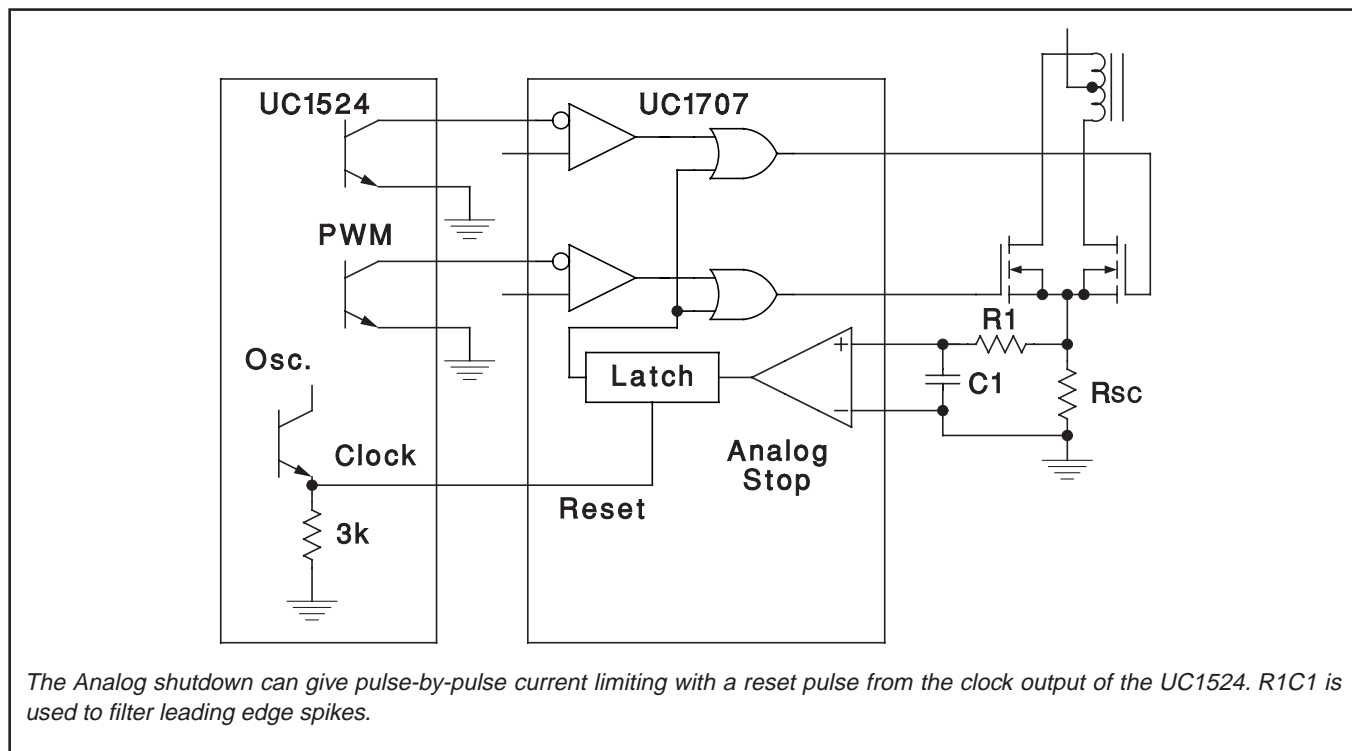 UC1524
UC1707
PWM
Osc.
Clock
3k
Reset
Latch
+
−
Analog
Stop
R1
C1
Rsc
The Analog shutdown can give pulse-by-pulse current limiting with a reset pulse from the clock output of the UC1524. R1C1 is
used to filter leading edge spikes.